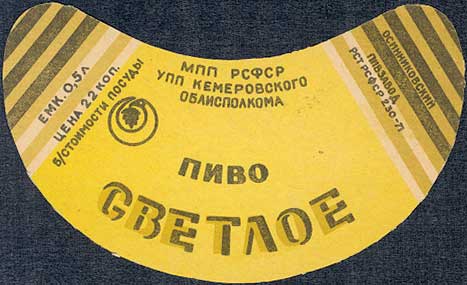 ЕМК. 0,5 Л
ЦЕНА 22 КОП.
Б/СТОИМОСТИ ПОСУДЫ
МПП РСФСР
УПП КЕМЕРОВСКОГО
ОБЛИСПОЛКОМА
ПИВО
СВЕТЛОЕ
ОСИННИКОВСКИЙ
ПИВЗАВОД
РСТ РСФСР 230-71